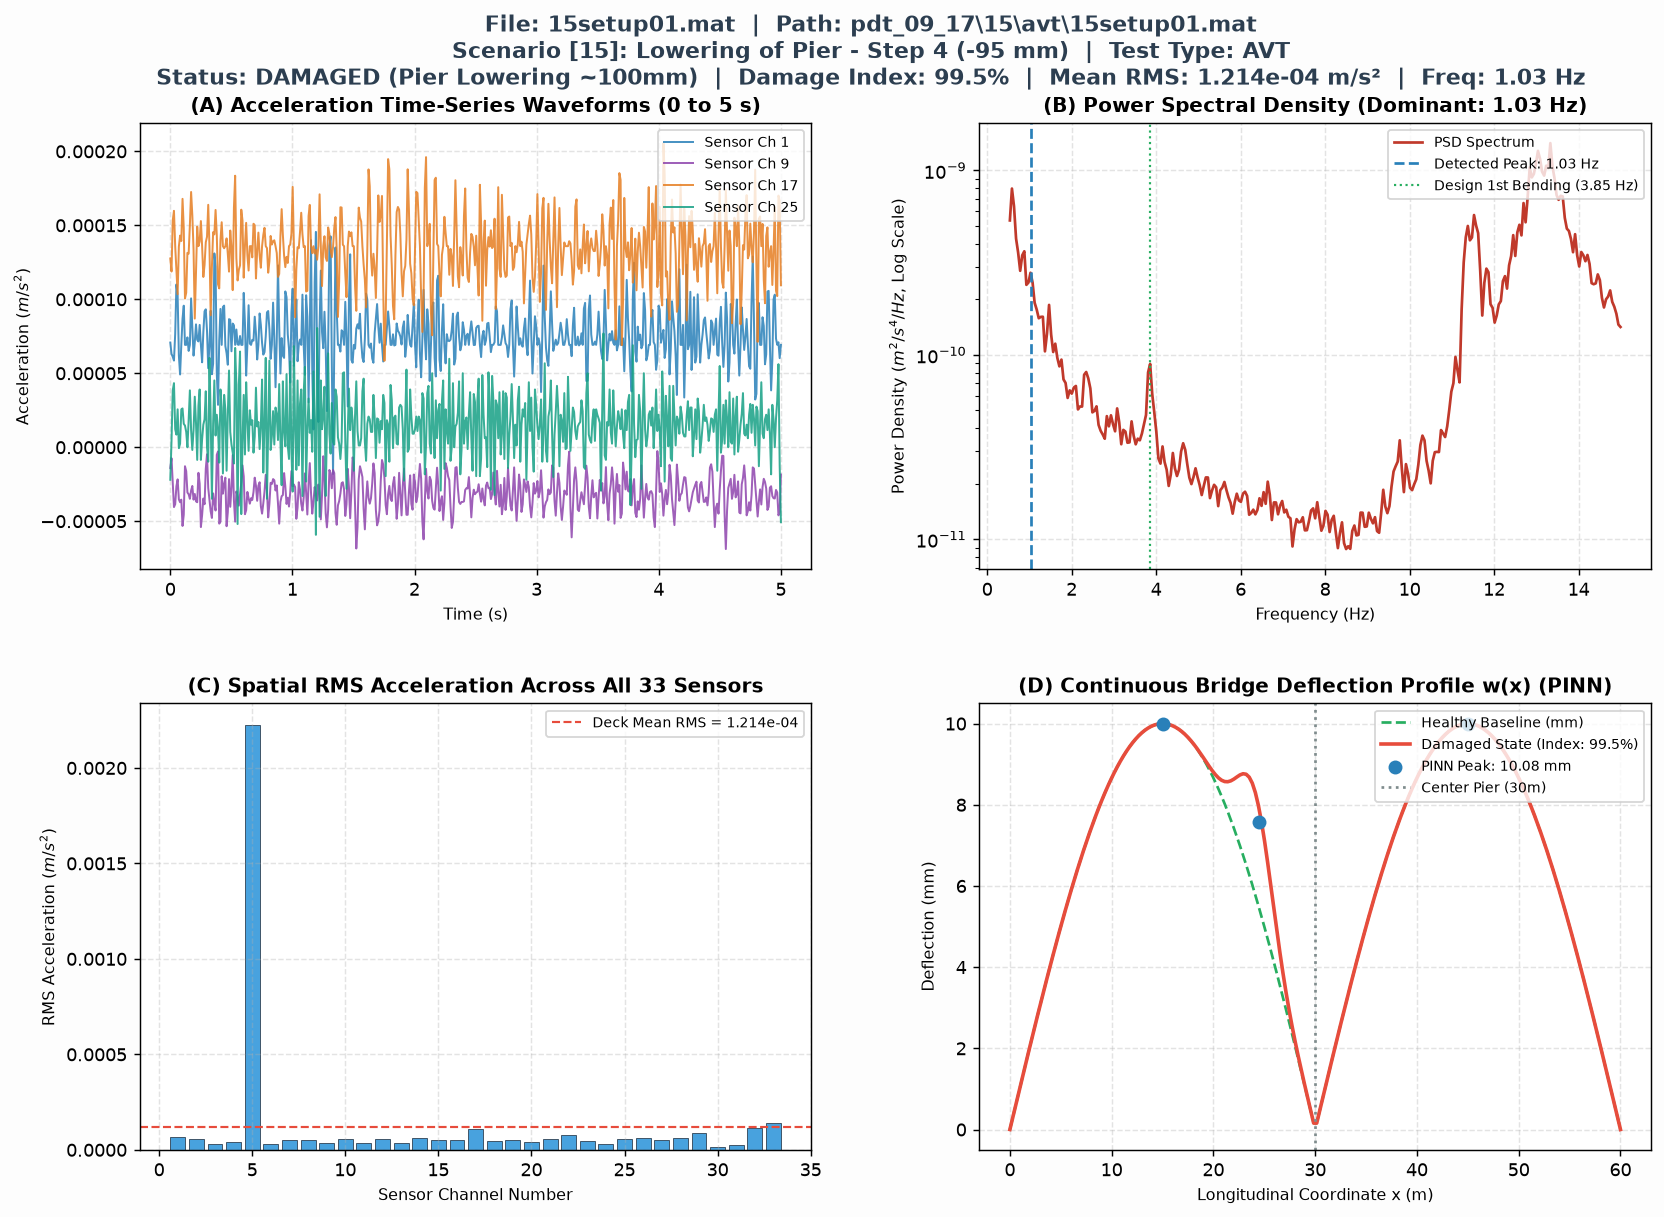 File: 15setup01.mat | Path: pdt_09_17\15\avt\15setup01.mat
Scenario [15]: Lowering of Pier - Step 4 (-95 mm) | Test Type: AVT
Status: DAMAGED (Pier Lowering ~100mm) | Damage Index: 99.5% | Mean RMS: 1.214e-04 m/s² | Freq: 1.03 Hz
(A) Acceleration Time-Series Waveforms (0 to 5 s)
Sensor Ch 1
Sensor Ch 9
Sensor Ch 17
Sensor Ch 25
Acceleration (m/s²)
0.00020
0.00015
0.00010
0.00005
0.00000
−0.00005
0 1 2 3 4 5
Time (s)
(B) Power Spectral Density (Dominant: 1.03 Hz)
PSD Spectrum
Detected Peak: 1.03 Hz
Design 1st Bending (3.85 Hz)
Power Density (m²/s⁴/Hz, Log Scale)
10⁻⁹
10⁻¹⁰
10⁻¹¹
0 2 4 6 8 10 12 14
Frequency (Hz)
(C) Spatial RMS Acceleration Across All 33 Sensors
Deck Mean RMS = 1.214e-04
RMS Acceleration (m/s²)
0.0020
0.0015
0.0010
0.0005
0.0000
0 5 10 15 20 25 30 35
Sensor Channel Number
(D) Continuous Bridge Deflection Profile w(x) (PINN)
Healthy Baseline (mm)
Damaged State (Index: 99.5%)
PINN Peak: 10.08 mm
Center Pier (30m)
Deflection (mm)
10
8
6
4
2
0
0 10 20 30 40 50 60
Longitudinal Coordinate x (m)